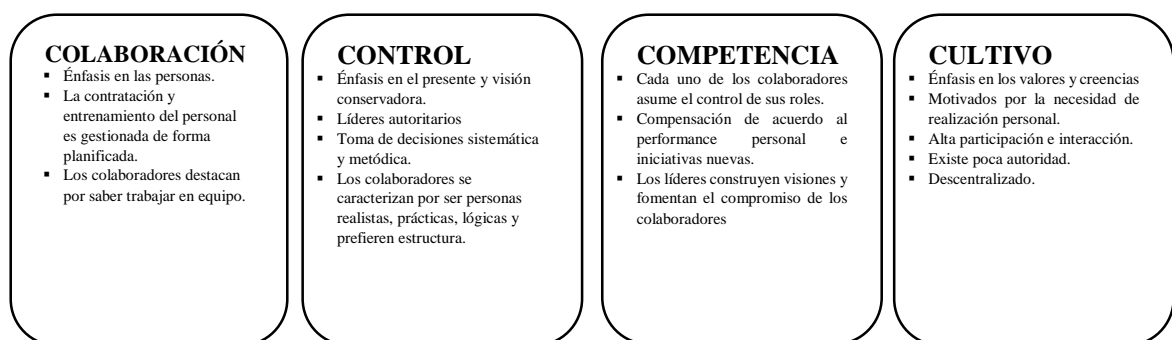 COLABORACIÓN
▪ Énfasis en las personas.
▪ La contratación y
entrenamiento del personal
es gestionada de forma
planificada.
▪ Los colaboradores destacan
por saber trabajar en equipo.
CONTROL
▪ Énfasis en el presente y visión
conservadora.
▪ Líderes autoritarios
▪ Toma de decisiones sistemática
y metódica.
▪ Los colaboradores se
caracterizan por ser personas
realistas, prácticas, lógicas y
prefieren estructura.
COMPETENCIA
▪ Cada uno de los colaboradores
asume el control de sus roles.
▪ Compensación de acuerdo al
performance personal e
iniciativas nuevas.
▪ Los líderes construyen visiones y
fomentan el compromiso de los
colaboradores
CULTIVO
▪ Énfasis en los valores y creencias
▪ Motivados por la necesidad de
realización personal.
▪ Alta participación e interacción.
▪ Existe poca autoridad.
▪ Descentralizado.